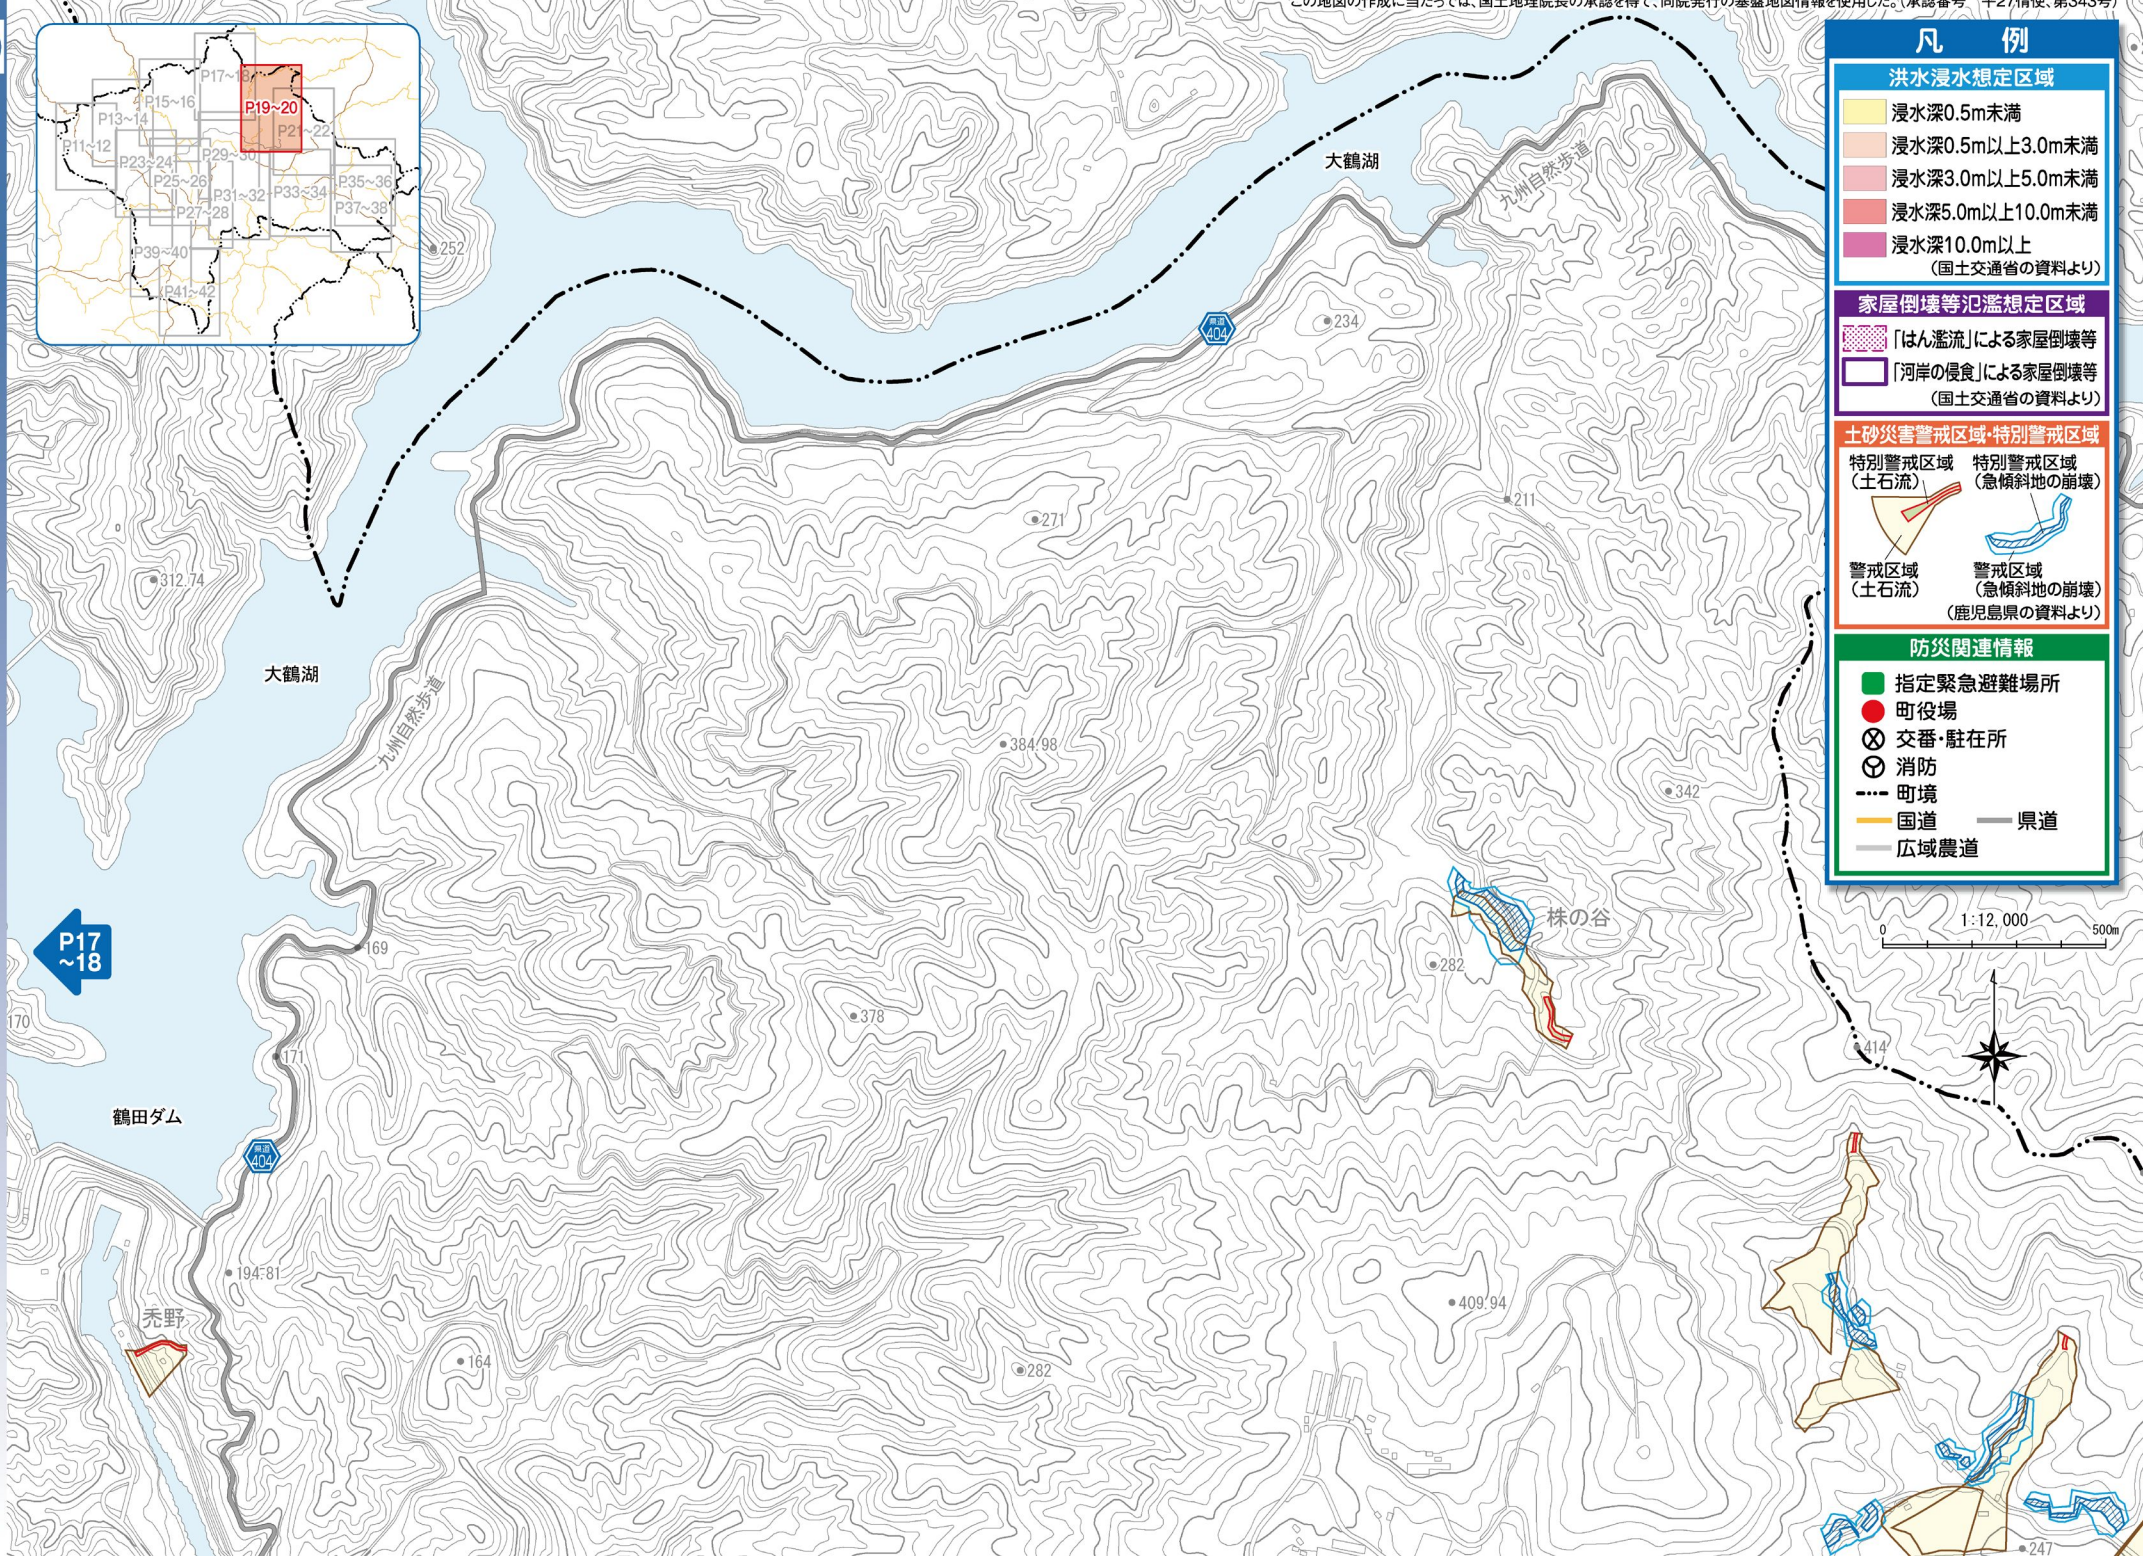 この地図の作成に当たっては、国土地理院長の承認を得て、同院発行の基盤地図情報を使用した。(承認番号 平27情使、第343号)
P17~18
P19~20
P15~16
P13~14
P21~22
P11~12
P23~24
P29~30
P25~26
P31~32
P33~34
P35~36
P27~28
P37~38
P39~40
P41~42
凡 例
洪水浸水想定区域
浸水深0.5m未満
浸水深0.5m以上3.0m未満
浸水深3.0m以上5.0m未満
浸水深5.0m以上10.0m未満
浸水深10.0m以上
(国土交通省の資料より)
家屋倒壊等氾濫想定区域
「はん濫流」による家屋倒壊等
「河岸の侵食」による家屋倒壊等
(国土交通省の資料より)
土砂災害警戒区域・特別警戒区域
特別警戒区域
(土石流)
特別警戒区域
(急傾斜地の崩壊)
警戒区域
(土石流)
警戒区域
(急傾斜地の崩壊)
(鹿児島県の資料より)
防災関連情報
指定緊急避難場所
町役場
交番・駐在所
消防
町境
国道
県道
広域農道
1:12,000
0
500m
大鶴湖
九州自然歩道
252
県道
404
234
271
211
312.74
大鶴湖
九州自然歩道
384.98
342
株の谷
282
P17
~18
169
170
378
171
414
鶴田ダム
県道
404
194.81
禿野
409.94
164
282
247